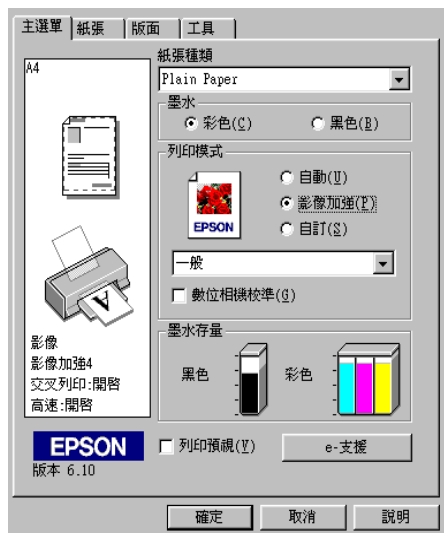 主選單 紙張 版面 工具
A4
紙張種類
Plain Paper
墨水
彩色(C) 黑色(B)
列印模式
自動(U)
影像加強(P)
自訂(S)
EPSON
一般
數位相機校準(G)
影像
影像加強4
交叉列印:開啓
高速:開啓
墨水存量
黑色 彩色
EPSON
版本 6.10
列印預視(V) e-支援
確定 取消 說明